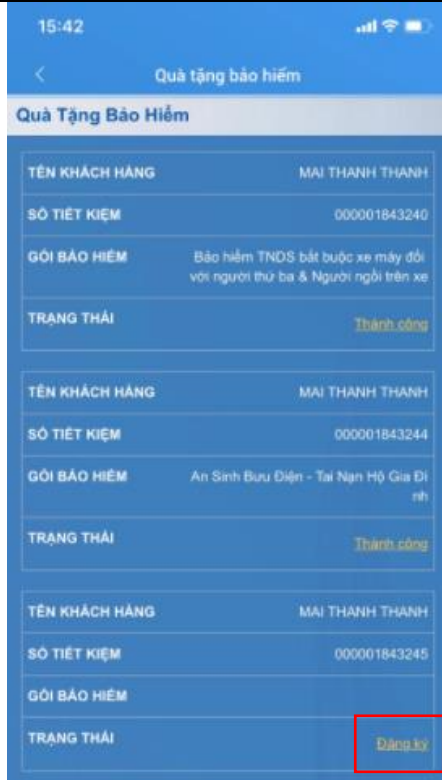 15:42
Quà tặng bảo hiểm
Quà Tặng Bảo Hiểm
TÊN KHÁCH HÀNG MAI THANH THANH
SỐ TIẾT KIỆM 000001843240
GÓI BẢO HIỂM Bảo hiểm TNDS bắt buộc xe máy đối
với người thứ ba & Người ngồi trên xe
TRẠNG THÁI Thành công
TÊN KHÁCH HÀNG MAI THANH THANH
SỐ TIẾT KIỆM 000001843244
GÓI BẢO HIỂM An Sinh Bưu Điện - Tai Nạn Hộ Gia Đì
nh
TRẠNG THÁI Thành công
TÊN KHÁCH HÀNG MAI THANH THANH
SỐ TIẾT KIỆM 000001843245
GÓI BẢO HIỂM
TRẠNG THÁI Đăng ký